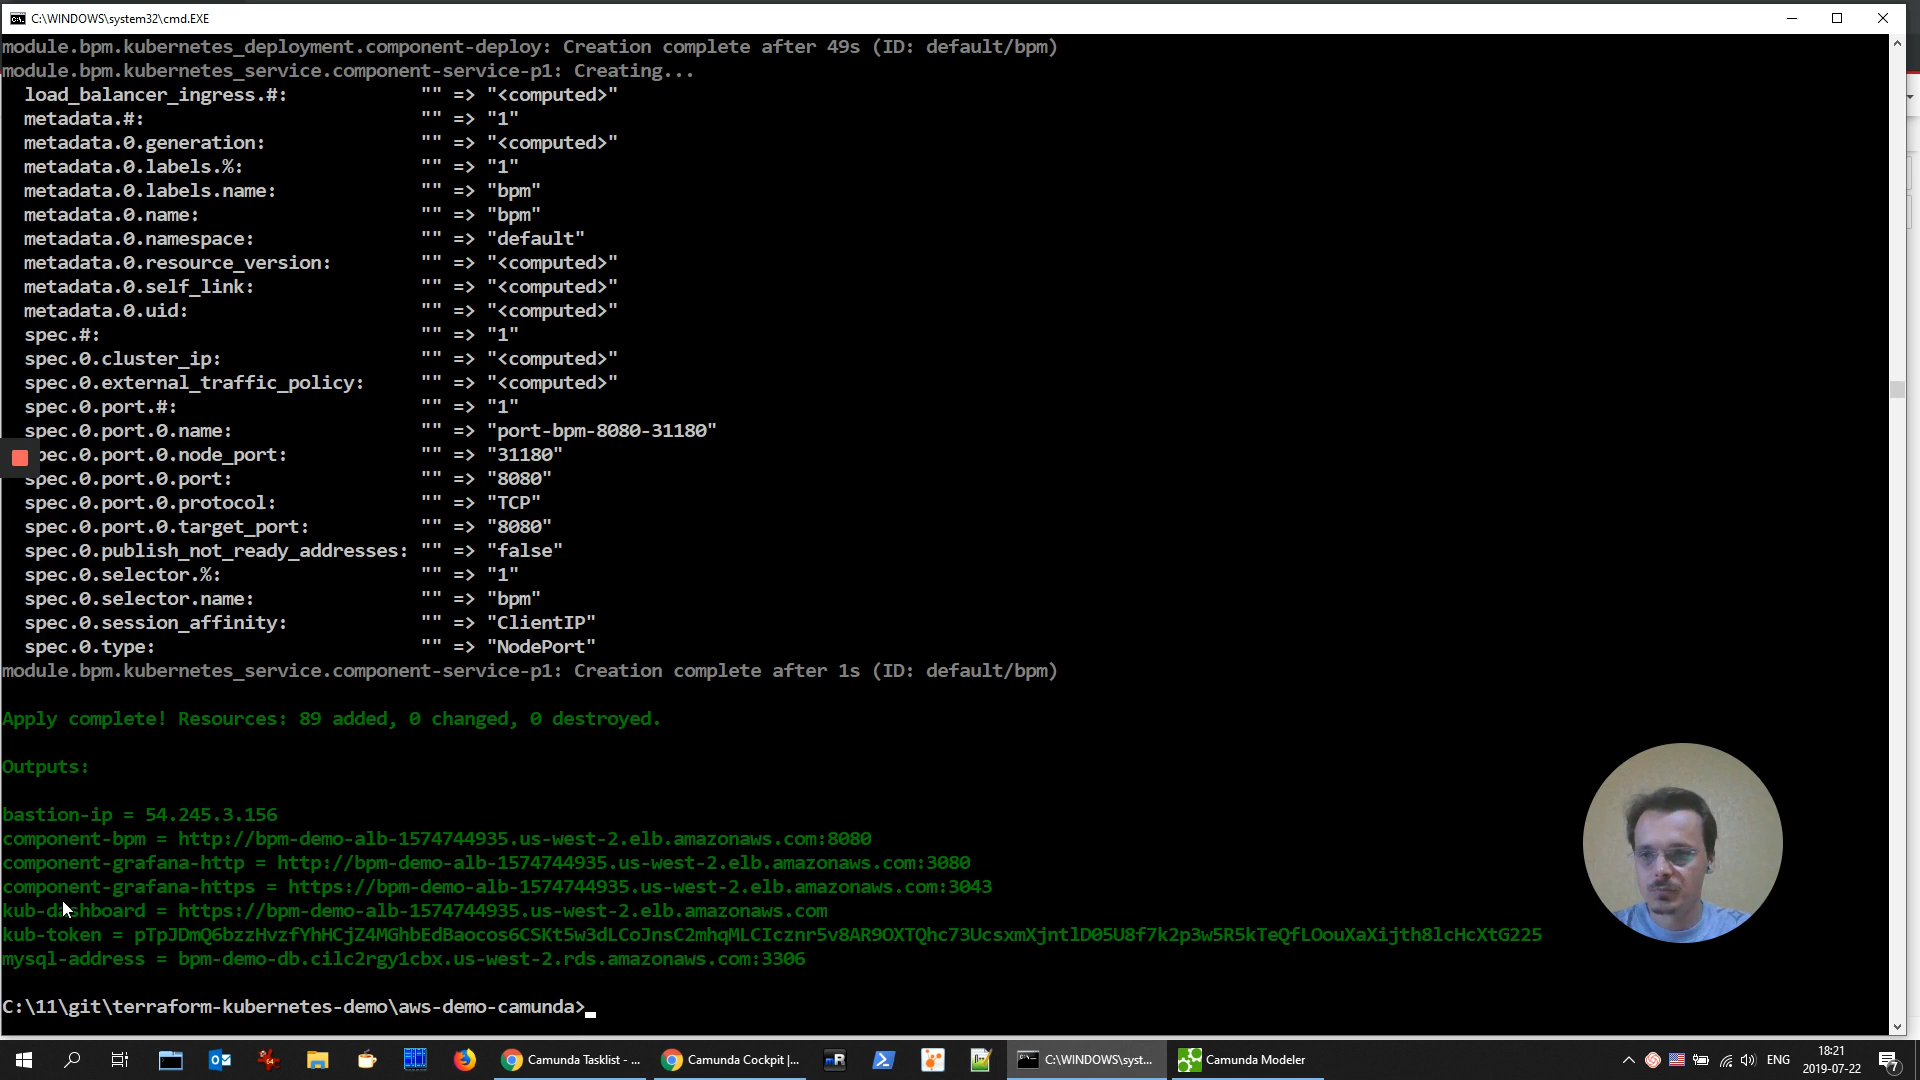 C:\WINDOWS\system32\cmd.EXE
module.bpm.kubernetes_deployment.component-deploy: Creation complete after 49s (ID: default/bpm)
module.bpm.kubernetes_service.component-service-p1: Creating...
load_balancer_ingress.#: "" => "<computed>"
metadata.#: "" => "1"
metadata.0.generation: "" => "<computed>"
metadata.0.labels.%: "" => "1"
metadata.0.labels.name: "" => "bpm"
metadata.0.name: "" => "bpm"
metadata.0.namespace: "" => "default"
metadata.0.resource_version: "" => "<computed>"
metadata.0.self_link: "" => "<computed>"
metadata.0.uid: "" => "<computed>"
spec.#: "" => "1"
spec.0.cluster_ip: "" => "<computed>"
spec.0.external_traffic_policy: "" => "<computed>"
spec.0.port.#: "" => "1"
spec.0.port.0.name: "" => "port-bpm-8080-31180"
pec.0.port.0.node_port: "" => "31180"
spec.0.port.0.port: "" => "8080"
spec.0.port.0.protocol: "" => "TCP"
spec.0.port.0.target_port: "" => "8080"
spec.0.publish_not_ready_addresses: "" => "false"
spec.0.selector.%: "" => "1"
spec.0.selector.name: "" => "bpm"
spec.0.session_affinity: "" => "ClientIP"
spec.0.type: "" => "NodePort"
module.bpm.kubernetes_service.component-service-p1: Creation complete after 1s (ID: default/bpm)
Apply complete! Resources: 89 added, 0 changed, 0 destroyed.
Outputs:
bastion-ip = 54.245.3.156
component-bpm = http://bpm-demo-alb-1574744935.us-west-2.elb.amazonaws.com:8080
component-grafana-http = http://bpm-demo-alb-1574744935.us-west-2.elb.amazonaws.com:3080
component-grafana-https = https://bpm-demo-alb-1574744935.us-west-2.elb.amazonaws.com:3043
kub-dashboard = https://bpm-demo-alb-1574744935.us-west-2.elb.amazonaws.com
kub-token = pTpJDmQ6bzzHvzfYhHCjZ4MGhbEdBaocos6CSKt5w3dLCoJnsC2mhqMLCIcznr5v8AR9OXTQhc73UcsxmXjntlD05U8f7k2p3w5R5kTeQfLOouXaXijth8lcHcXtG225
mysql-address = bpm-demo-db.cilc2rgy1cbx.us-west-2.rds.amazonaws.com:3306
C:\11\git\terraform-kubernetes-demo\aws-demo-camunda>
Camunda Tasklist - ...
Camunda Cockpit |...
mR
C:\WINDOWS\syst...
Camunda Modeler
ENG
18:21
2019-07-22
7